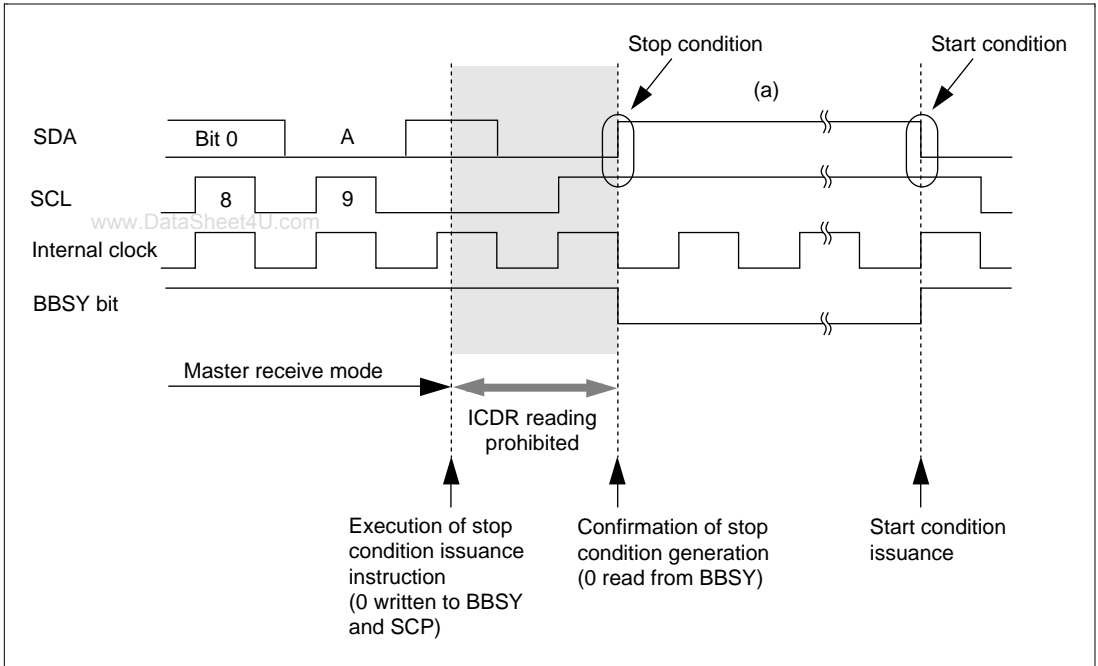 Stop condition
Start condition
(a)
SDA
Bit 0
A
SCL
8
9
www.DataSheet4U.com
Internal clock
BBSY bit
Master receive mode
ICDR reading
prohibited
Execution of stop
condition issuance
instruction
(0 written to BBSY
and SCP)
Confirmation of stop
condition generation
(0 read from BBSY)
Start condition
issuance